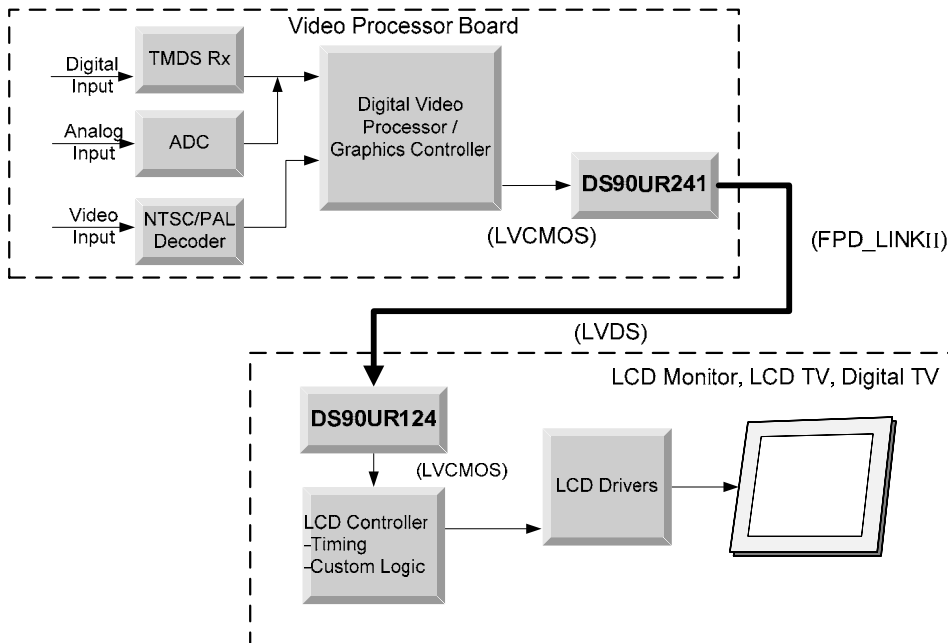 Video Processor Board
Digital
Input
TMDS Rx
Analog
Input
ADC
Video
Input
NTSC/PAL
Decoder
Digital Video
Processor /
Graphics Controller
DS90UR241
(LVCMOS)
(FPD_LINKII)
(LVDS)
LCD Monitor, LCD TV, Digital TV
DS90UR124
(LVCMOS)
LCD Controller
-Timing
-Custom Logic
LCD Drivers